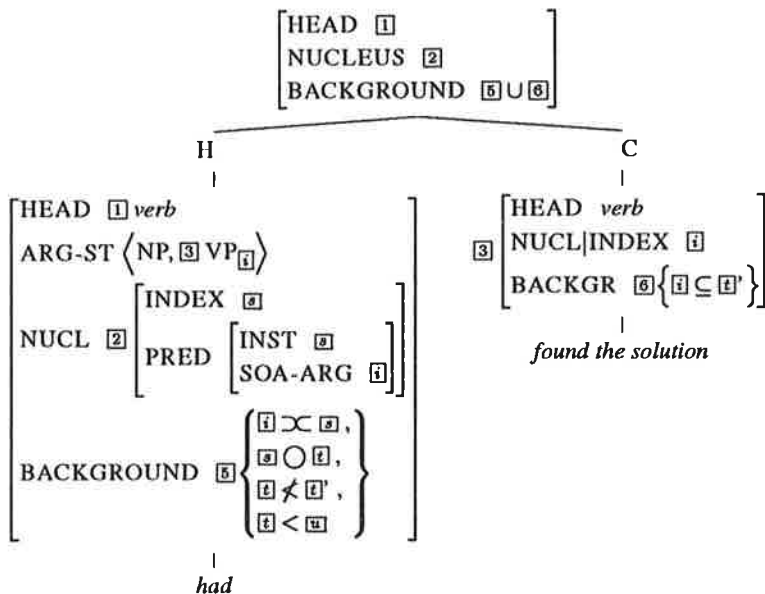 [HEAD 1
NUCLEUS 2
BACKGROUND 5 ∪ 6]
H
C
[HEAD 1 verb
ARG-ST ⟨NP, 3 VP i⟩
NUCL 2 [INDEX s
PRED [INST s
SOA-ARG i]]
BACKGROUND 5 {i ⊃⊂ s,
s ◯ t,
t ≮ t',
t < u}]
had
3 [HEAD verb
NUCL|INDEX i
BACKGR 6 {i ⊆ t'}]
found the solution